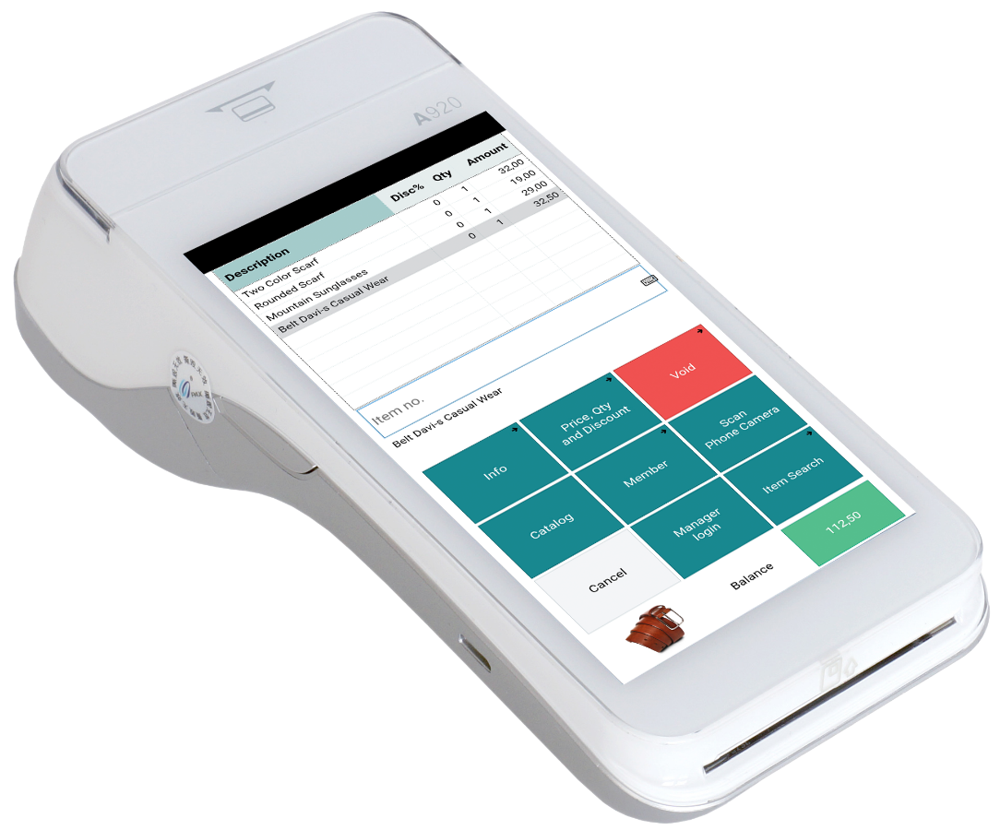 A920
Description Disc% Qty Amount
Two Color Scarf 0 1 32,00
Rounded Scarf 0 1 19,00
Mountain Sunglasses 0 1 29,00
Belt Davi-s Casual Wear 0 1 32,50
Item no.
Belt Davi-s Casual Wear
Info
Price, Qty
and Discount
Void
Catalog
Member
Scan
Phone Camera
Cancel
Manager
login
Item Search
Balance
112,50
PAX